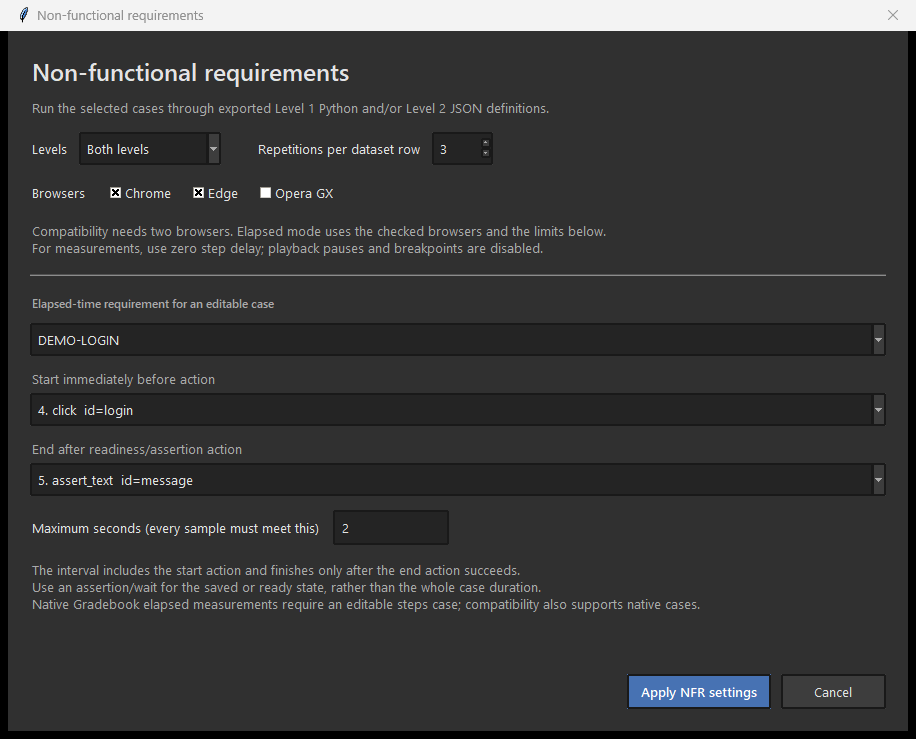 Non-functional requirements
Non-functional requirements
Run the selected cases through exported Level 1 Python and/or Level 2 JSON definitions.
Levels Both levels Repetitions per dataset row 3
Browsers Chrome Edge Opera GX
Compatibility needs two browsers. Elapsed mode uses the checked browsers and the limits below.
For measurements, use zero step delay; playback pauses and breakpoints are disabled.
Elapsed-time requirement for an editable case
DEMO-LOGIN
Start immediately before action
4. click id=login
End after readiness/assertion action
5. assert_text id=message
Maximum seconds (every sample must meet this) 2
The interval includes the start action and finishes only after the end action succeeds.
Use an assertion/wait for the saved or ready state, rather than the whole case duration.
Native Gradebook elapsed measurements require an editable steps case; compatibility also supports native cases.
Apply NFR settings Cancel